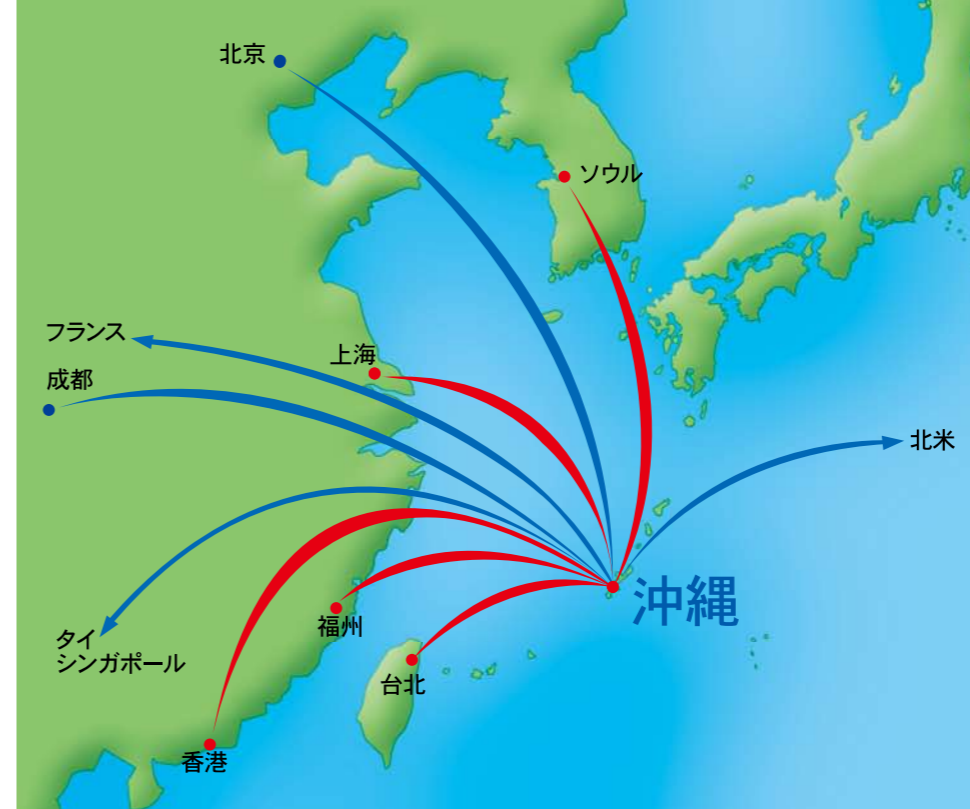 北京
ソウル
フランス
上海
成都
北米
沖縄
福州
タイ
シンガポール
台北
香港